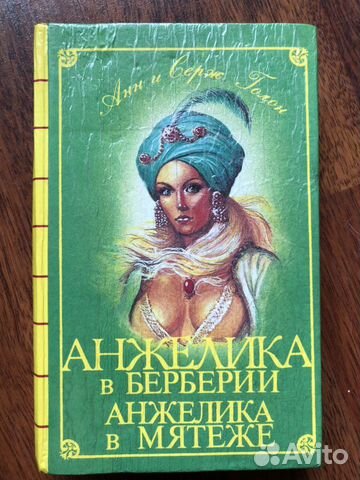 Анн и Серж Голон
АНЖЕЛИКА
В БЕРБЕРИИ
АНЖЕЛИКА
В МЯТЕЖЕ
Avito